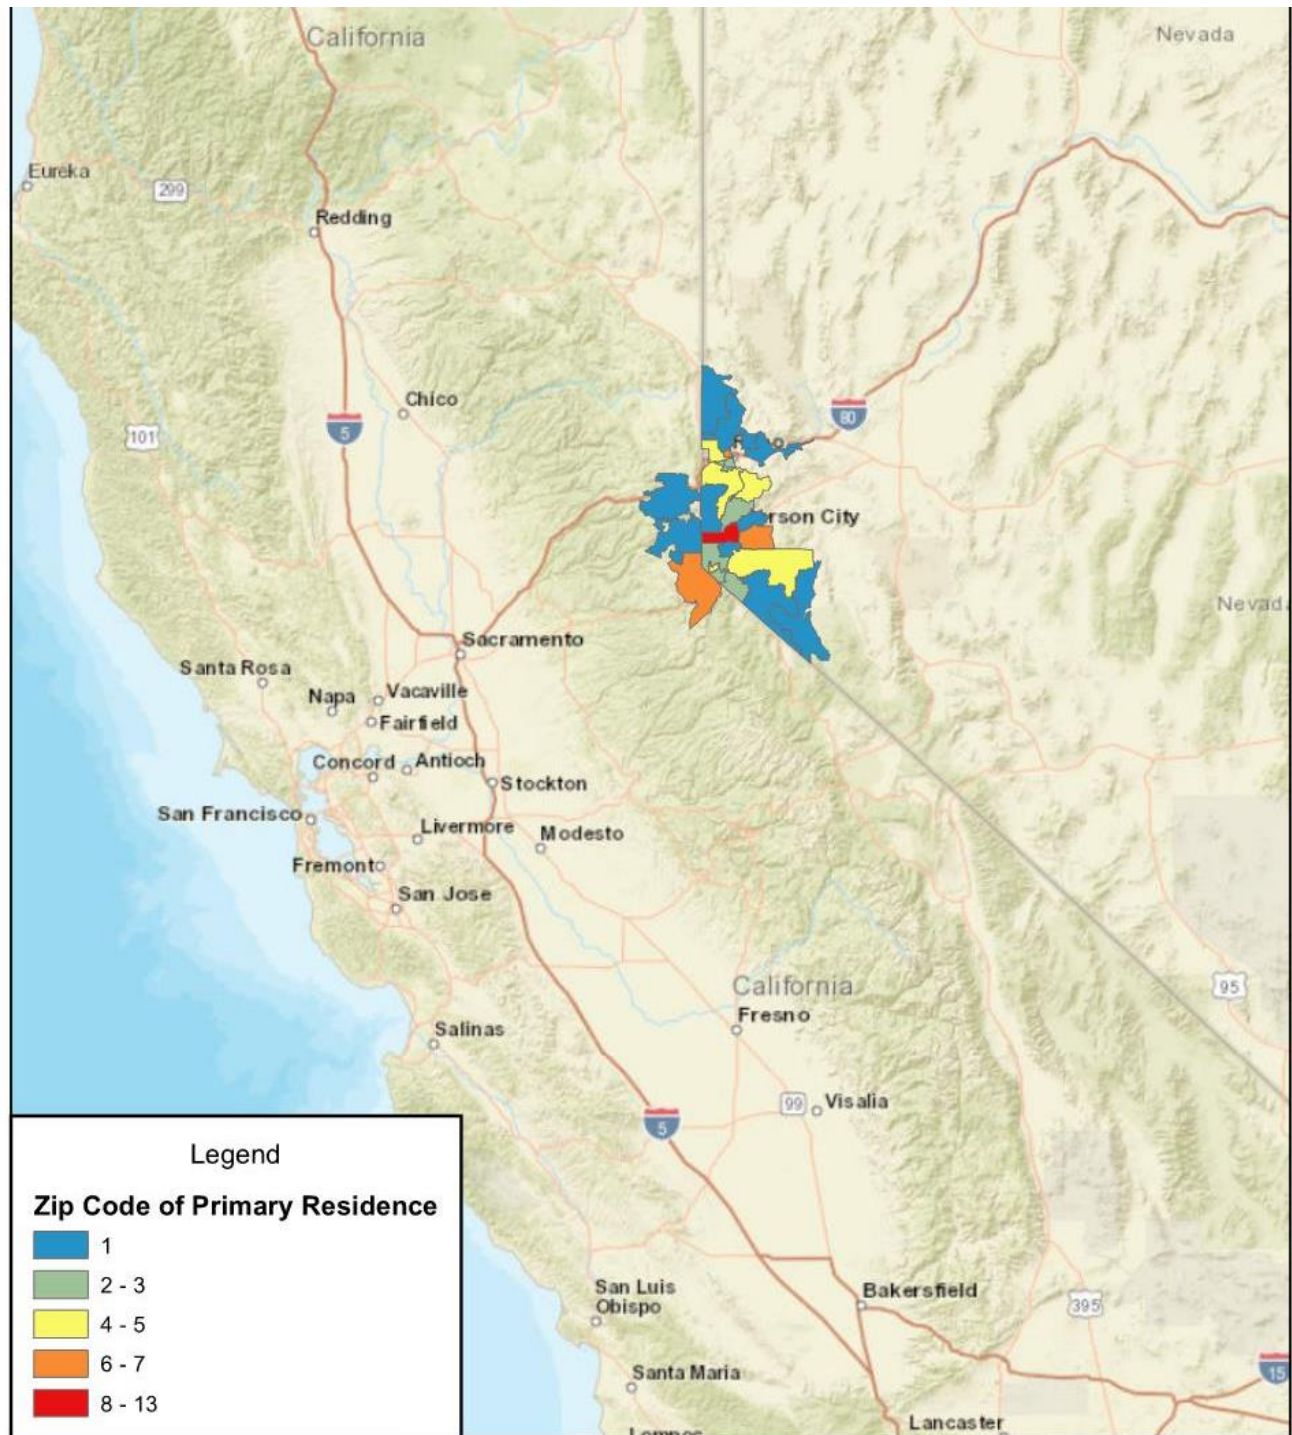 California
Nevada
Eureka
299
Redding
Chico
101
5
80
rson City
Nevada
Sacramento
Santa Rosa
Napa
Vacaville
Fairfield
Concord
Antioch
Stockton
San Francisco
Livermore
Modesto
Fremont
San Jose
California
95
Fresno
Salinas
99
Visalia
5
Legend
Zip Code of Primary Residence
1
2 - 3
4 - 5
6 - 7
8 - 13
San Luis
Obispo
Bakersfield
395
15
Santa Maria
Lancaster